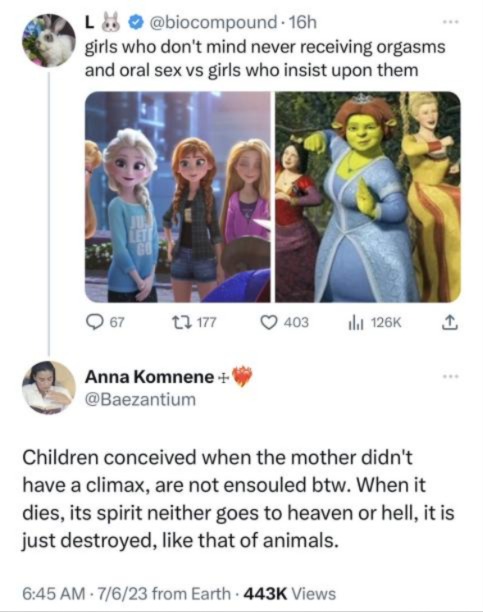 L 🐰 @biocompound · 16h
girls who don't mind never receiving orgasms
and oral sex vs girls who insist upon them
JUST
LET IT
GO
67 177 403 126K
Anna Komnene ☩❤️‍🔥
@Baezantium
Children conceived when the mother didn't
have a climax, are not ensouled btw. When it
dies, its spirit neither goes to heaven or hell, it is
just destroyed, like that of animals.
6:45 AM · 7/6/23 from Earth · 443K Views